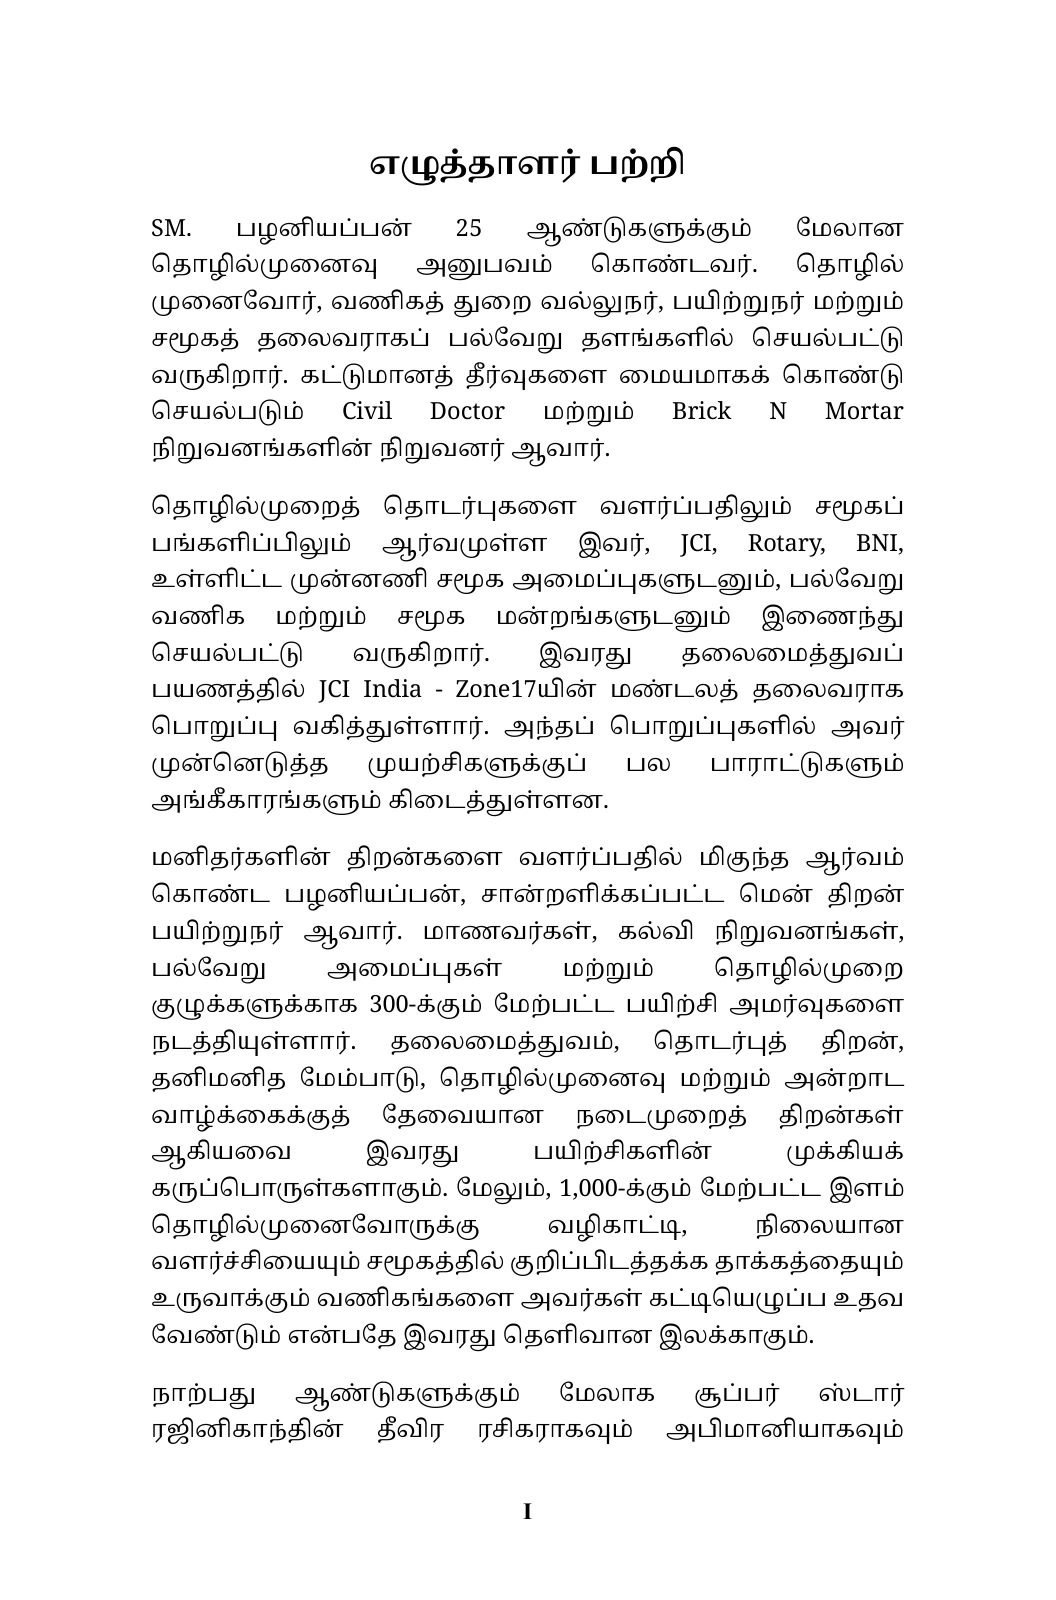 எழுத்தாளர் பற்றி
SM. பழனியப்பன் 25 ஆண்டுகளுக்கும் மேலான
தொழில்முனைவு அனுபவம் கொண்டவர். தொழில்
முனைவோர், வணிகத் துறை வல்லுநர், பயிற்றுநர் மற்றும்
சமூகத் தலைவராகப் பல்வேறு தளங்களில் செயல்பட்டு
வருகிறார். கட்டுமானத் தீர்வுகளை மையமாகக் கொண்டு
செயல்படும் Civil Doctor மற்றும் Brick N Mortar
நிறுவனங்களின் நிறுவனர் ஆவார்.
தொழில்முறைத் தொடர்புகளை வளர்ப்பதிலும் சமூகப்
பங்களிப்பிலும் ஆர்வமுள்ள இவர், JCI, Rotary, BNI,
உள்ளிட்ட முன்னணி சமூக அமைப்புகளுடனும், பல்வேறு
வணிக மற்றும் சமூக மன்றங்களுடனும் இணைந்து
செயல்பட்டு வருகிறார். இவரது தலைமைத்துவப்
பயணத்தில் JCI India - Zone17யின் மண்டலத் தலைவராக
பொறுப்பு வகித்துள்ளார். அந்தப் பொறுப்புகளில் அவர்
முன்னெடுத்த முயற்சிகளுக்குப் பல பாராட்டுகளும்
அங்கீகாரங்களும் கிடைத்துள்ளன.
மனிதர்களின் திறன்களை வளர்ப்பதில் மிகுந்த ஆர்வம்
கொண்ட பழனியப்பன், சான்றளிக்கப்பட்ட மென் திறன்
பயிற்றுநர் ஆவார். மாணவர்கள், கல்வி நிறுவனங்கள்,
பல்வேறு அமைப்புகள் மற்றும் தொழில்முறை
குழுக்களுக்காக 300-க்கும் மேற்பட்ட பயிற்சி அமர்வுகளை
நடத்தியுள்ளார். தலைமைத்துவம், தொடர்புத் திறன்,
தனிமனித மேம்பாடு, தொழில்முனைவு மற்றும் அன்றாட
வாழ்க்கைக்குத் தேவையான நடைமுறைத் திறன்கள்
ஆகியவை இவரது பயிற்சிகளின் முக்கியக்
கருப்பொருள்களாகும். மேலும், 1,000-க்கும் மேற்பட்ட இளம்
தொழில்முனைவோருக்கு வழிகாட்டி, நிலையான
வளர்ச்சியையும் சமூகத்தில் குறிப்பிடத்தக்க தாக்கத்தையும்
உருவாக்கும் வணிகங்களை அவர்கள் கட்டியெழுப்ப உதவ
வேண்டும் என்பதே இவரது தெளிவான இலக்காகும்.
நாற்பது ஆண்டுகளுக்கும் மேலாக சூப்பர் ஸ்டார்
ரஜினிகாந்தின் தீவிர ரசிகராகவும் அபிமானியாகவும்
I